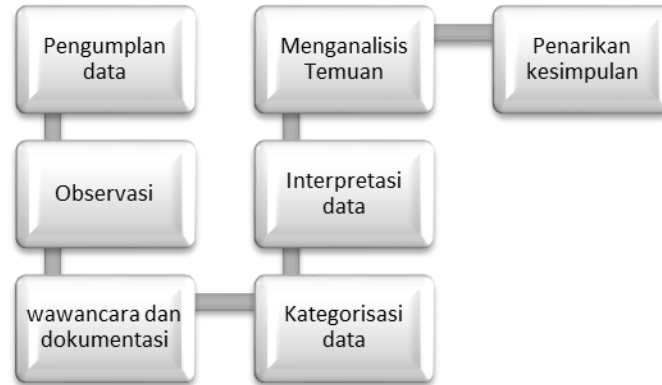 Pengumplan
data
Observasi
wawancara dan
dokumentasi
Kategorisasi
data
Interpretasi
data
Menganalisis
Temuan
Penarikan
kesimpulan